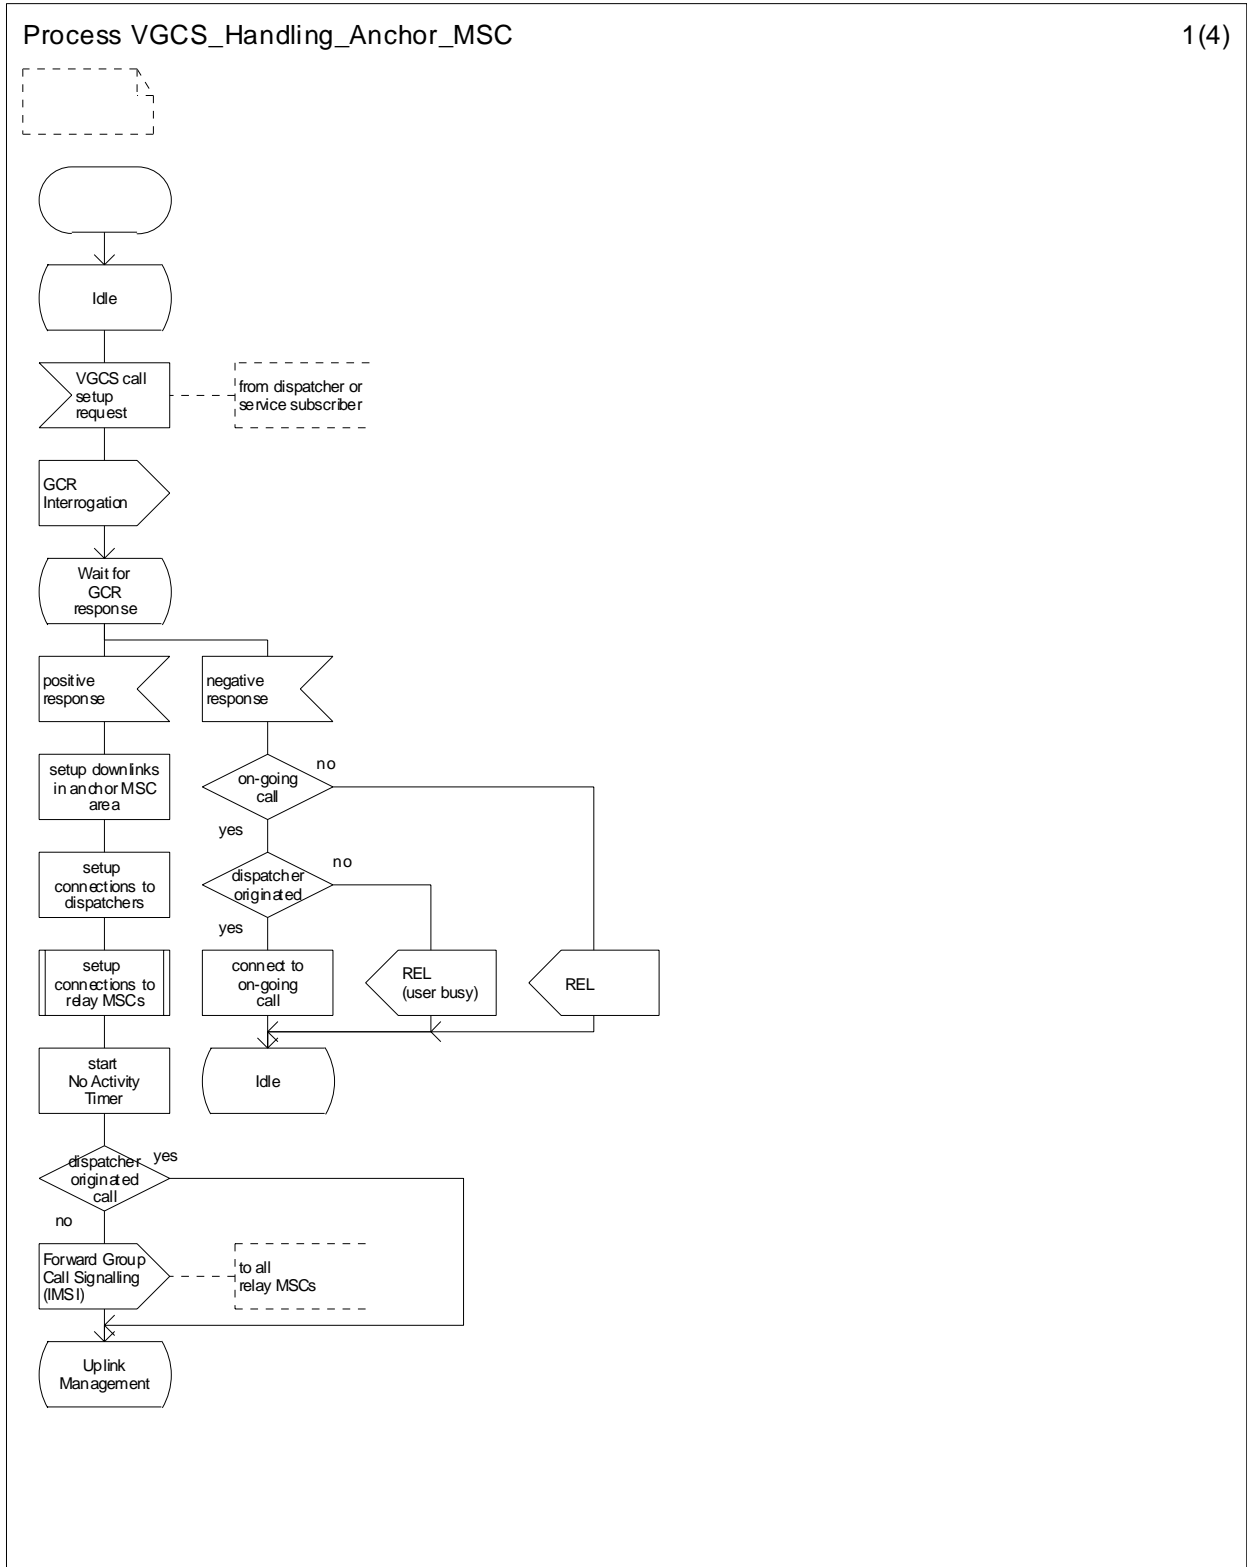 Process VGCS_Handling_Anchor_MSC
1(4)
Idle
VGCS call
setup
request
from dispatcher or
service subscriber
GCR
Interrogation
Wait for
GCR
response
positive
response
negative
response
setup downlinks
in anchor MSC
area
on-going
call
no
yes
setup
connections to
dispatchers
dispatcher
originated
no
yes
setup
connections to
relay MSCs
connect to
on-going
call
REL
(user busy)
REL
start
No Activity
Timer
Idle
dispatcher
originated
call
yes
no
Forward Group
Call Signalling
(IMSI)
to all
relay MSCs
Uplink
Management